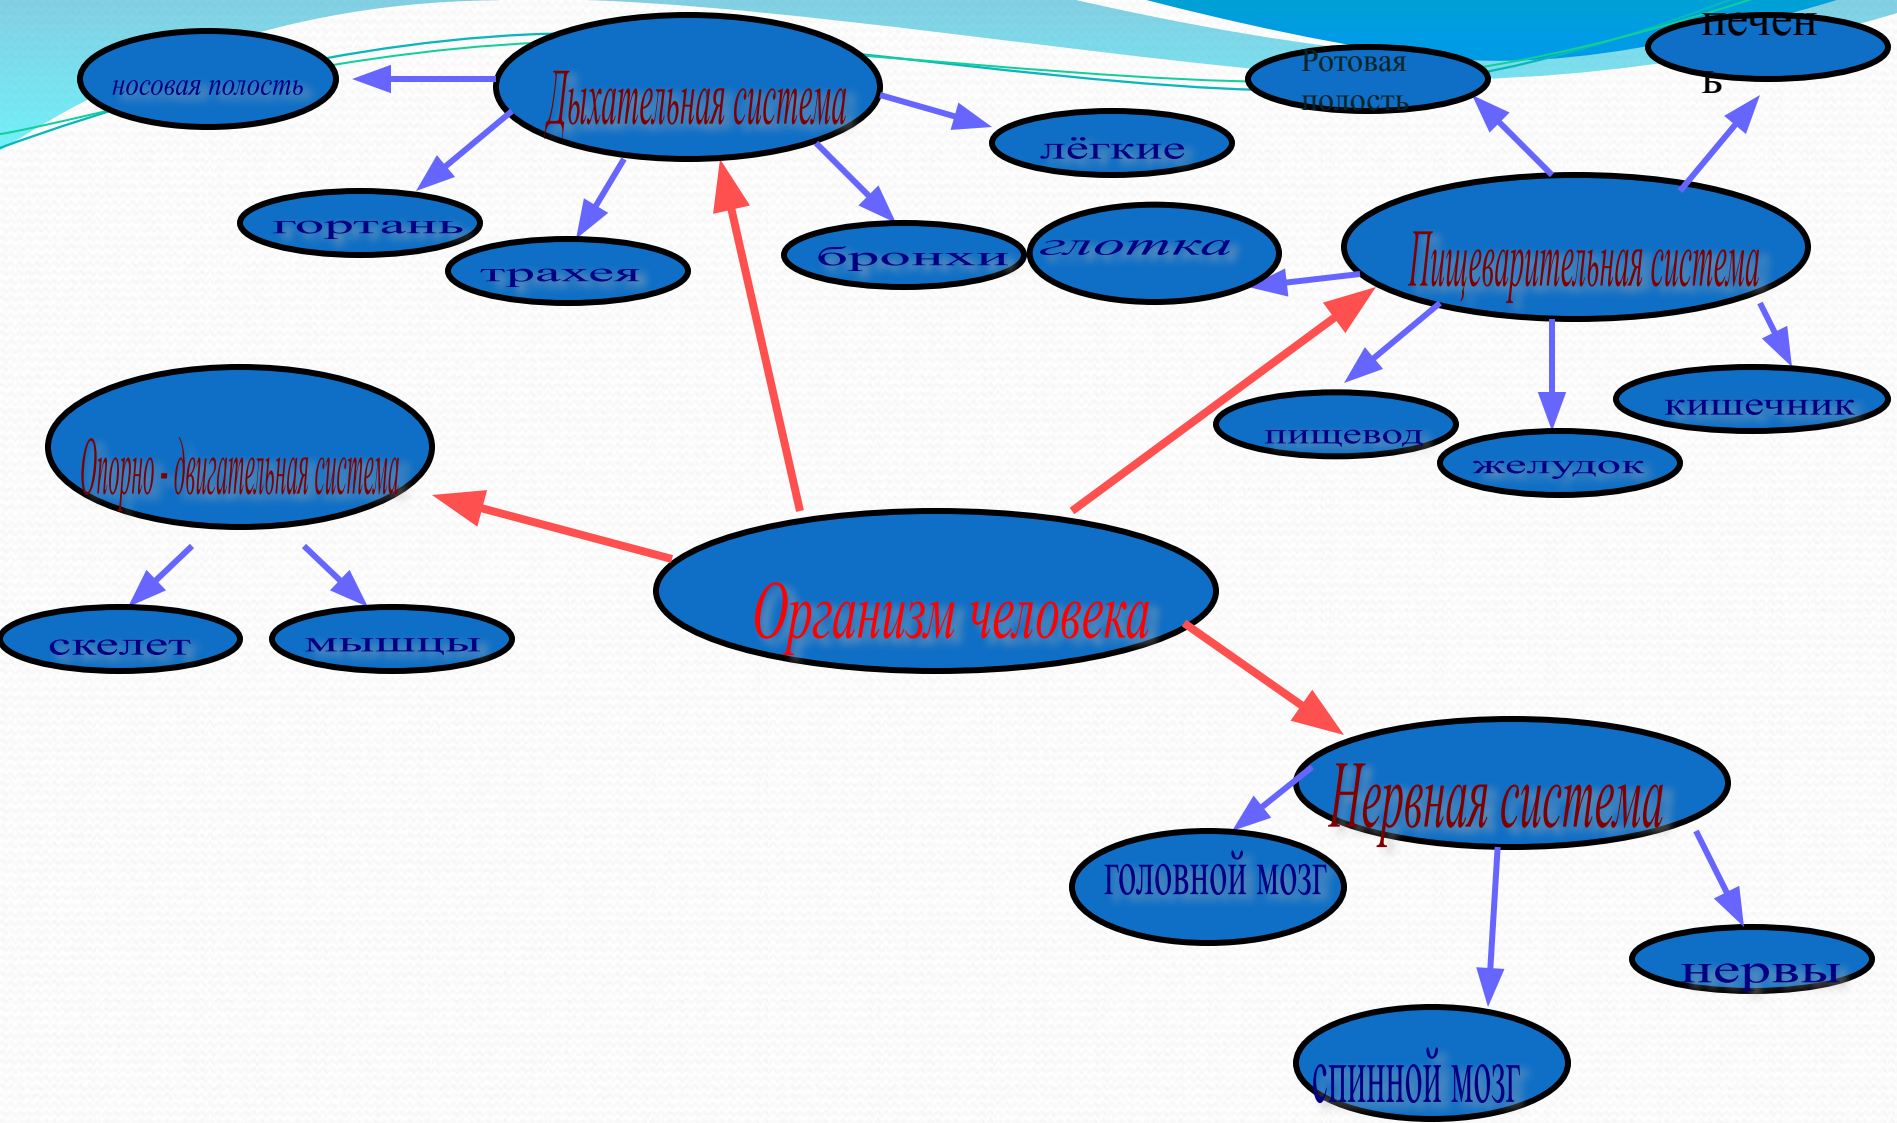 печен
ь
Ротовая
полость
носовая полость
Дыхательная система
лёгкие
гортань
трахея
бронхи
глотка
Пищеварительная система
пищевод
желудок
кишечник
Опорно - двигательная система
скелет
мышцы
Организм человека
Нервная система
головной мозг
нервы
спинной мозг